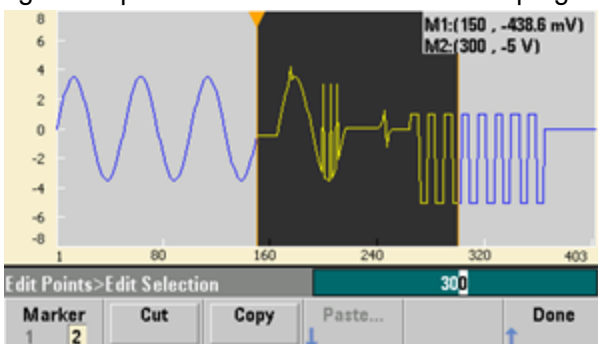 M1:(150 , -438.6 mV)
M2:(300 , -5 V)
8
6
4
2
0
-2
-4
-6
-8
1 80 160 240 320 403
Edit Points>Edit Selection 300
Marker Cut Copy Paste... Done
1 2